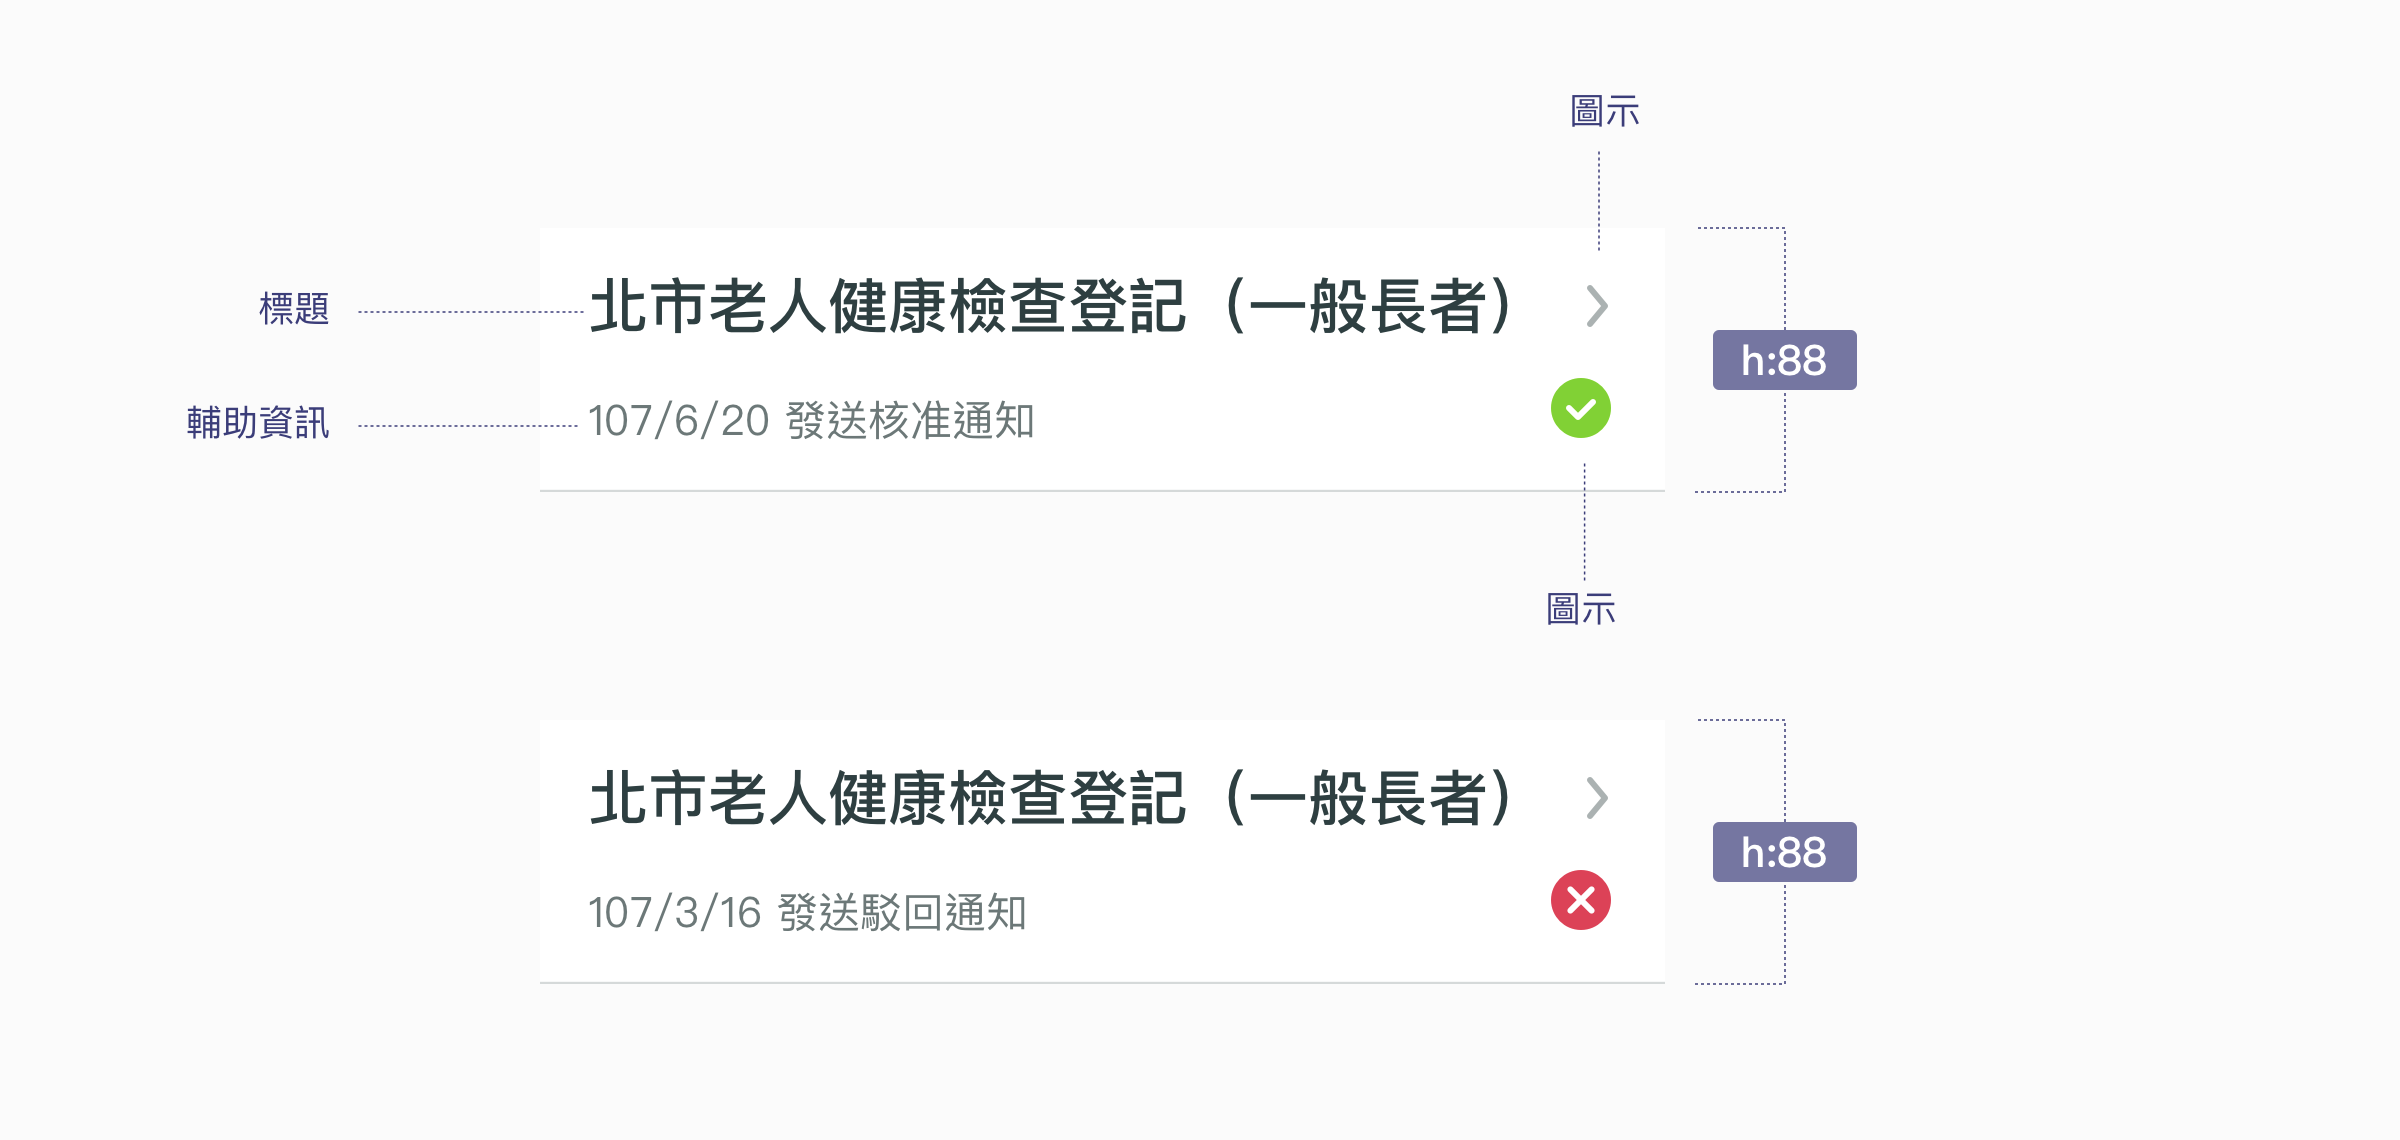 圖示
標題
北市老人健康檢查登記（一般長者）
h:88
輔助資訊
107/6/20 發送核准通知
圖示
北市老人健康檢查登記（一般長者）
h:88
107/3/16 發送駁回通知